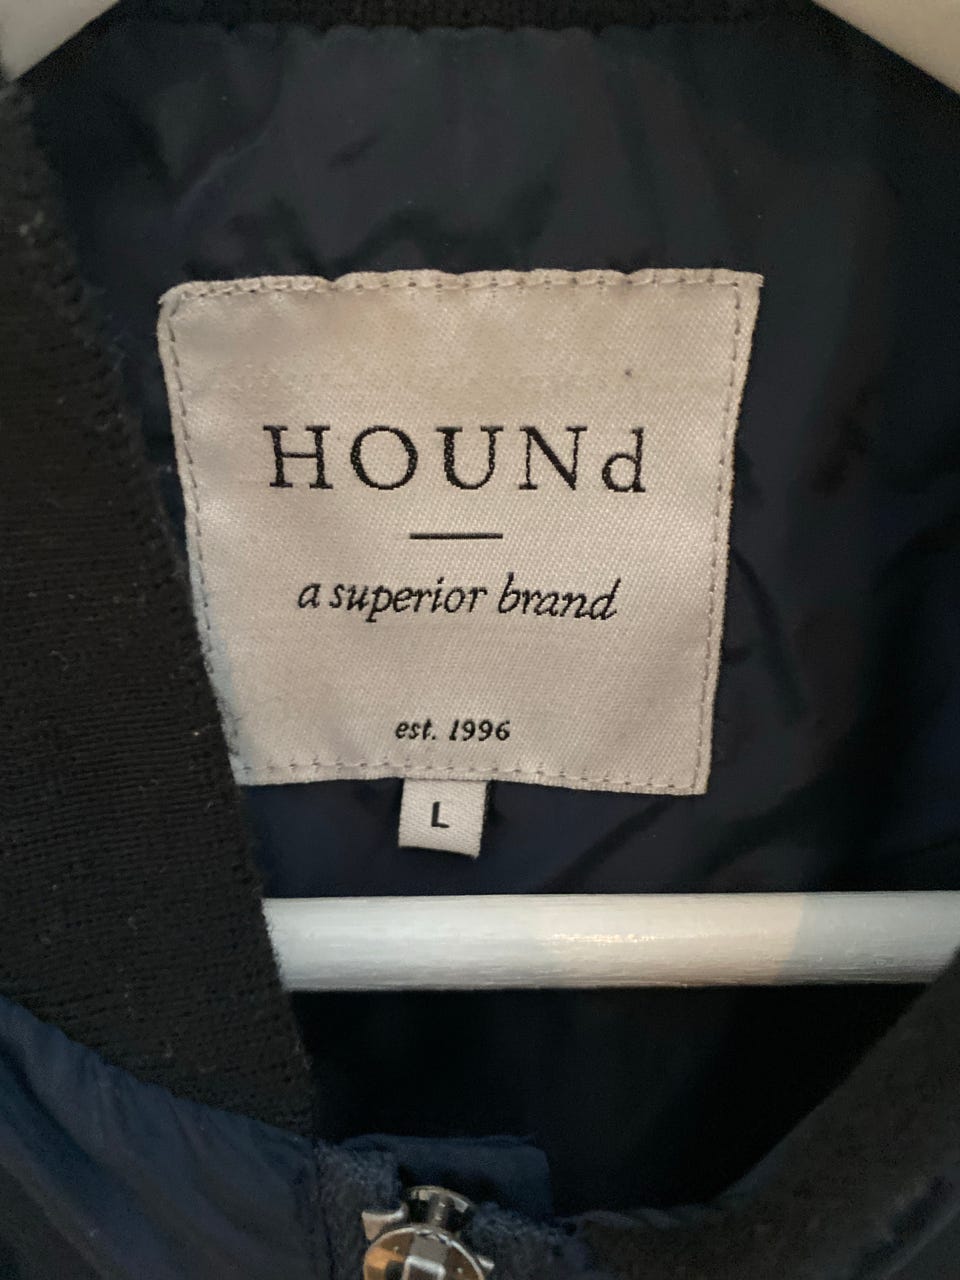 HOUNd
a superior brand
est. 1996
L